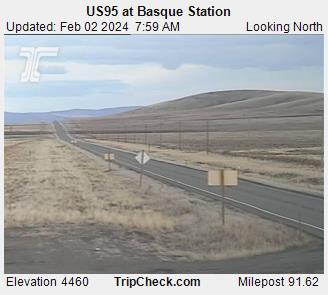 US95 at Basque Station
Updated: Feb 02 2024 7:59 AM Looking North
Elevation 4460 TripCheck.com Milepost 91.62